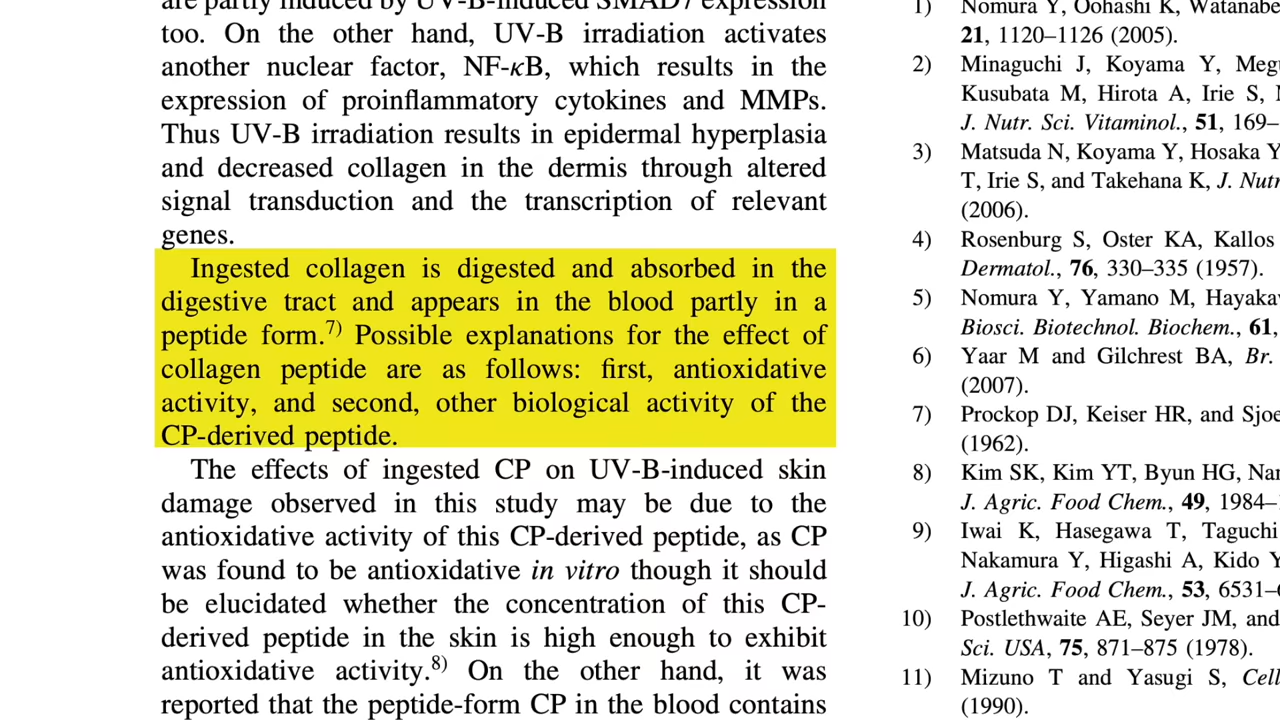 are partly induced by UV-B-induced SMAD7 expression
too. On the other hand, UV-B irradiation activates
another nuclear factor, NF-κB, which results in the
expression of proinflammatory cytokines and MMPs.
Thus UV-B irradiation results in epidermal hyperplasia
and decreased collagen in the dermis through altered
signal transduction and the transcription of relevant
genes.
Ingested collagen is digested and absorbed in the
digestive tract and appears in the blood partly in a
peptide form.7) Possible explanations for the effect of
collagen peptide are as follows: first, antioxidative
activity, and second, other biological activity of the
CP-derived peptide.
The effects of ingested CP on UV-B-induced skin
damage observed in this study may be due to the
antioxidative activity of this CP-derived peptide, as CP
was found to be antioxidative in vitro though it should
be elucidated whether the concentration of this CP-
derived peptide in the skin is high enough to exhibit
antioxidative activity.8) On the other hand, it was
reported that the peptide-form CP in the blood contains
1) Nomura Y, Oohashi K, Watanabe
21, 1120–1126 (2005).
2) Minaguchi J, Koyama Y, Meg
Kusubata M, Hirota A, Irie S,
J. Nutr. Sci. Vitaminol., 51, 169–
3) Matsuda N, Koyama Y, Hosaka Y
T, Irie S, and Takehana K, J. Nutr
(2006).
4) Rosenburg S, Oster KA, Kallos
Dermatol., 76, 330–335 (1957).
5) Nomura Y, Yamano M, Hayakaw
Biosci. Biotechnol. Biochem., 61,
6) Yaar M and Gilchrest BA, Br.
(2007).
7) Prockop DJ, Keiser HR, and Sjoe
(1962).
8) Kim SK, Kim YT, Byun HG, Nam
J. Agric. Food Chem., 49, 1984–
9) Iwai K, Hasegawa T, Taguchi
Nakamura Y, Higashi A, Kido Y
J. Agric. Food Chem., 53, 6531–
10) Postlethwaite AE, Seyer JM, and
Sci. USA, 75, 871–875 (1978).
11) Mizuno T and Yasugi S, Cell
(1990).